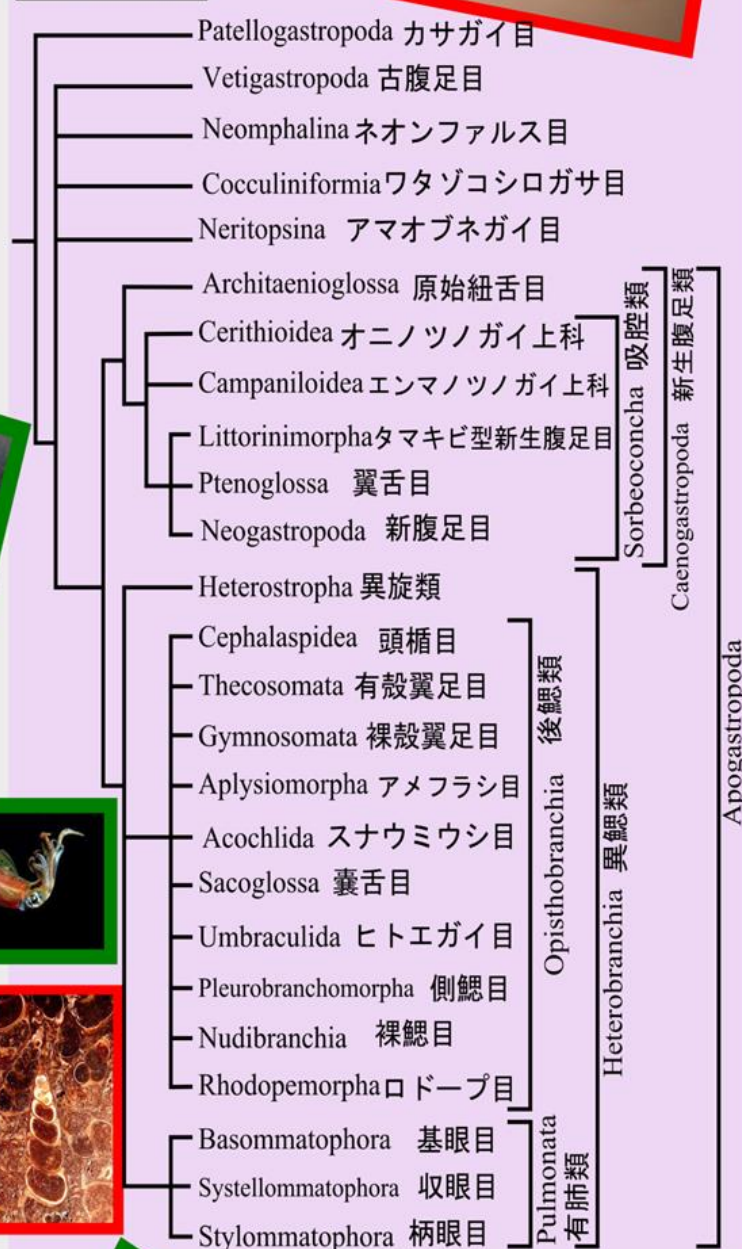 Patellogastropoda カサガイ目
Vetigastropoda 古腹足目
Neomphalina ネオンファルス目
Cocculiniformia ワタゾコシロガサ目
Neritopsina アマオブネガイ目
Architaenioglossa 原始紐舌目
Cerithioidea オニノツノガイ上科
Campaniloidea エンマノツノガイ上科
Littorinimorpha タマキビ型新生腹足目
Ptenoglossa 翼舌目
Neogastropoda 新腹足目
Sorbeoconcha 吸腔類
Caenogastropoda 新生腹足類
Heterostropha 異旋類
Cephalaspidea 頭楯目
Thecosomata 有殻翼足目
Gymnosomata 裸殻翼足目
Aplysiomorpha アメフラシ目
Acochlida スナウミウシ目
Sacoglossa 嚢舌目
Umbraculida ヒトエガイ目
Pleurobranchomorpha 側鰓目
Nudibranchia 裸鰓目
Rhodopemorpha ロドープ目
Opisthobranchia 後鰓類
Basommatophora 基眼目
Systellommatophora 収眼目
Stylommatophora 柄眼目
Pulmonata
有肺類
Heterobranchia 異鰓類
Apogastropoda